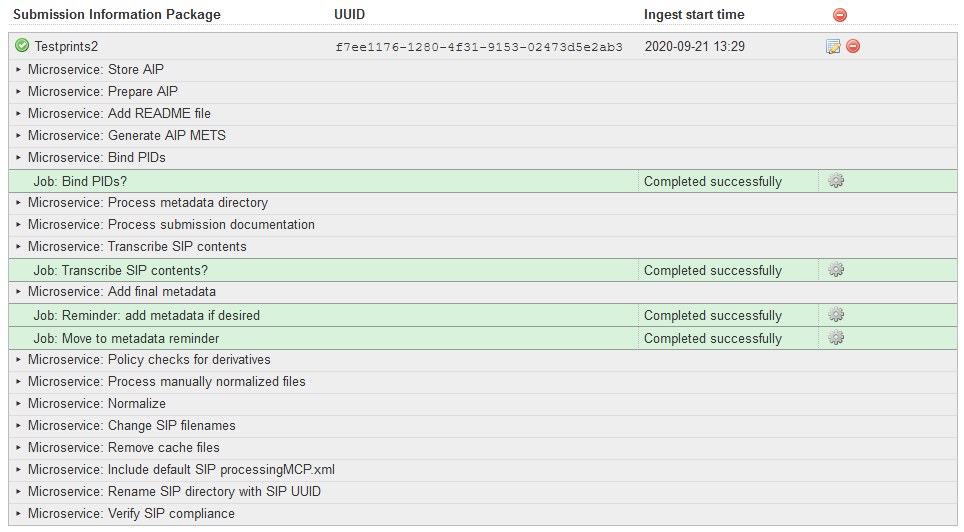 Submission Information Package UUID Ingest start time
Testprints2 f7ee1176-1280-4f31-9153-02473d5e2ab3 2020-09-21 13:29
Microservice: Store AIP
Microservice: Prepare AIP
Microservice: Add README file
Microservice: Generate AIP METS
Microservice: Bind PIDs
Job: Bind PIDs? Completed successfully
Microservice: Process metadata directory
Microservice: Process submission documentation
Microservice: Transcribe SIP contents
Job: Transcribe SIP contents? Completed successfully
Microservice: Add final metadata
Job: Reminder: add metadata if desired Completed successfully
Job: Move to metadata reminder Completed successfully
Microservice: Policy checks for derivatives
Microservice: Process manually normalized files
Microservice: Normalize
Microservice: Change SIP filenames
Microservice: Remove cache files
Microservice: Include default SIP processingMCP.xml
Microservice: Rename SIP directory with SIP UUID
Microservice: Verify SIP compliance